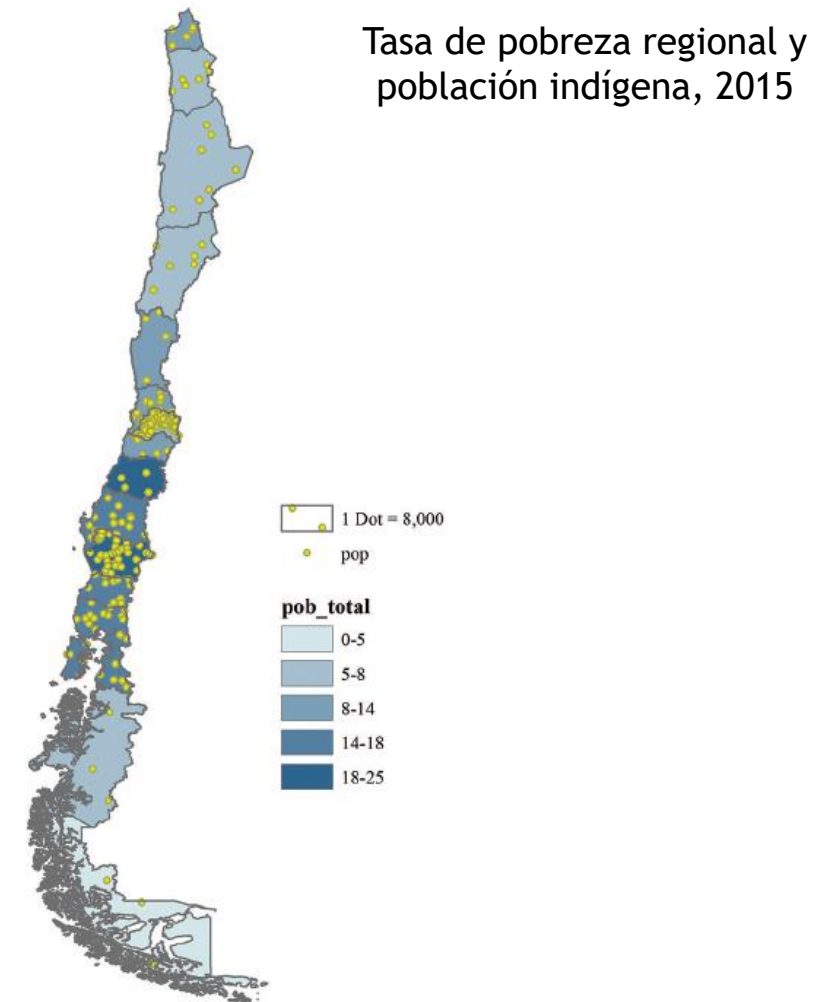 Tasa de pobreza regional y
población indígena, 2015
1 Dot = 8,000
pop
pob_total
0-5
5-8
8-14
14-18
18-25